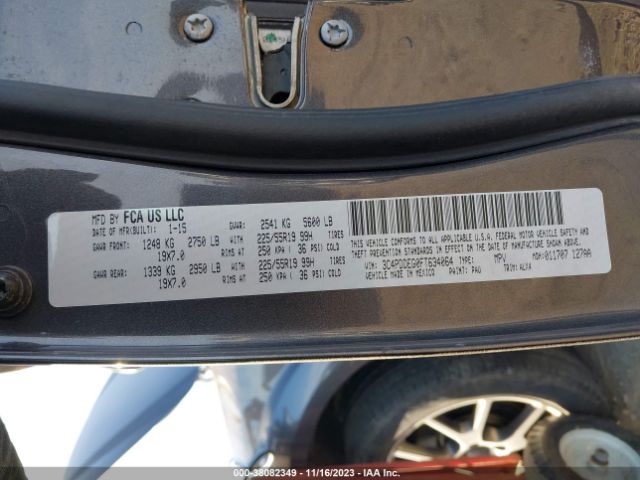 MFD BY FCA US LLC
DATE OF MFR(BUILT): 1-15 GVWR: 2541 KG 5600 LB
GAWR FRONT: 1248 KG 2750 LB WITH 225/55R19 99H TIRES
19X7.0 RIMS AT 250 KPA ( 36 PSI) COLD
GAWR REAR: 1339 KG 2950 LB WITH 225/55R19 99H TIRES
19X7.0 RIMS AT 250 KPA ( 36 PSI) COLD
THIS VEHICLE CONFORMS TO ALL APPLICABLE U.S.A. FEDERAL MOTOR VEHICLE SAFETY AND
THEFT PREVENTION STANDARDS IN EFFECT ON THE DATE OF MANUFACTURE SHOWN ABOVE.
VIN: 3C4PDDEG0FT634064 TYPE: MPV MDH: 011707 127AA
MADE IN MEXICO PAINT: PAU TRIM: ALXA
000-38082349 - 11/16/2023 - IAA Inc.